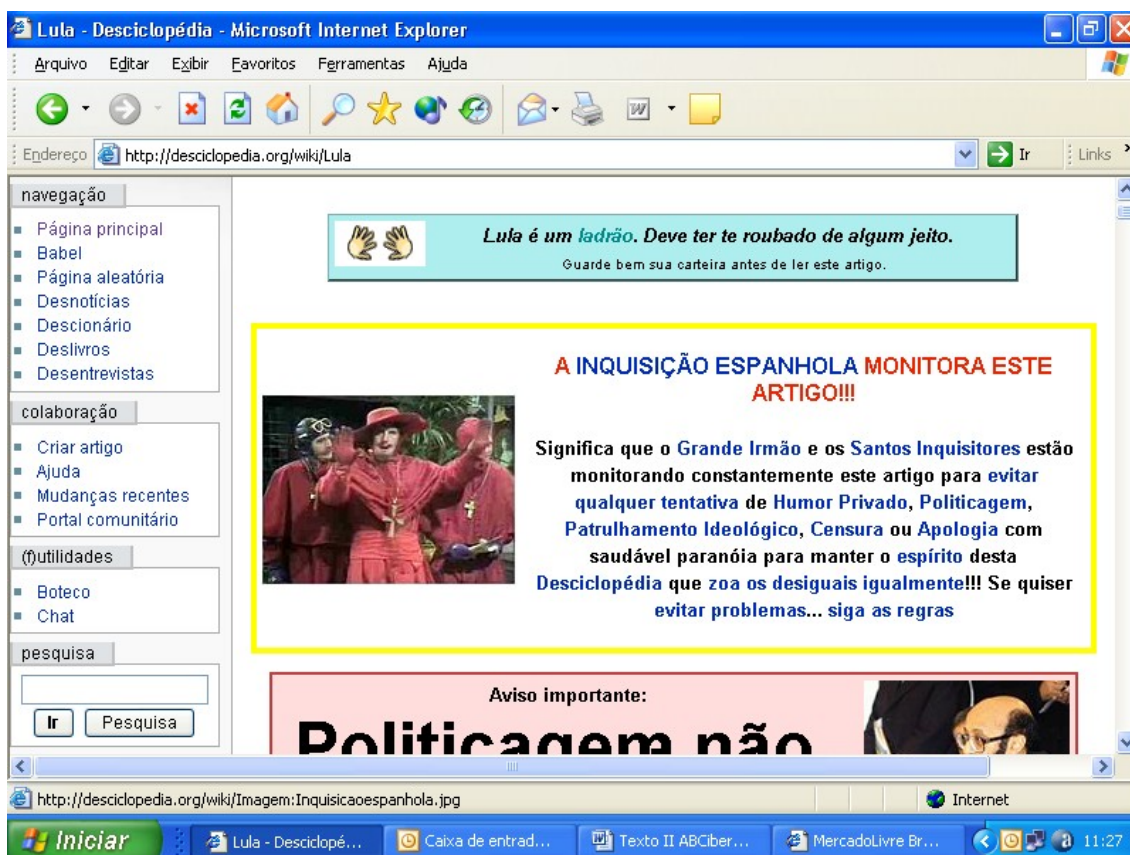 Lula - Desciclopédia - Microsoft Internet Explorer
Arquivo Editar Exibir Favoritos Ferramentas Ajuda
Endereço http://desciclopedia.org/wiki/Lula Ir Links
navegação
Página principal
Babel
Página aleatória
Desnotícias
Descionário
Deslivros
Desentrevistas
colaboração
Criar artigo
Ajuda
Mudanças recentes
Portal comunitário
(f)utilidades
Boteco
Chat
pesquisa
Ir Pesquisa
Lula é um ladrão. Deve ter te roubado de algum jeito.
Guarde bem sua carteira antes de ler este artigo.
A INQUISIÇÃO ESPANHOLA MONITORA ESTE
ARTIGO!!!
Significa que o Grande Irmão e os Santos Inquisitores estão
monitorando constantemente este artigo para evitar
qualquer tentativa de Humor Privado, Politicagem,
Patrulhamento Ideológico, Censura ou Apologia com
saudável paranóia para manter o espírito desta
Desciclopédia que zoa os desiguais igualmente!!! Se quiser
evitar problemas... siga as regras
Aviso importante:
Politicagem não
http://desciclopedia.org/wiki/Imagem:Inquisicaoespanhola.jpg Internet
Iniciar Lula - Desciclopé... Caixa de entrad... Texto II ABCiber... MercadoLivre Br... 11:27